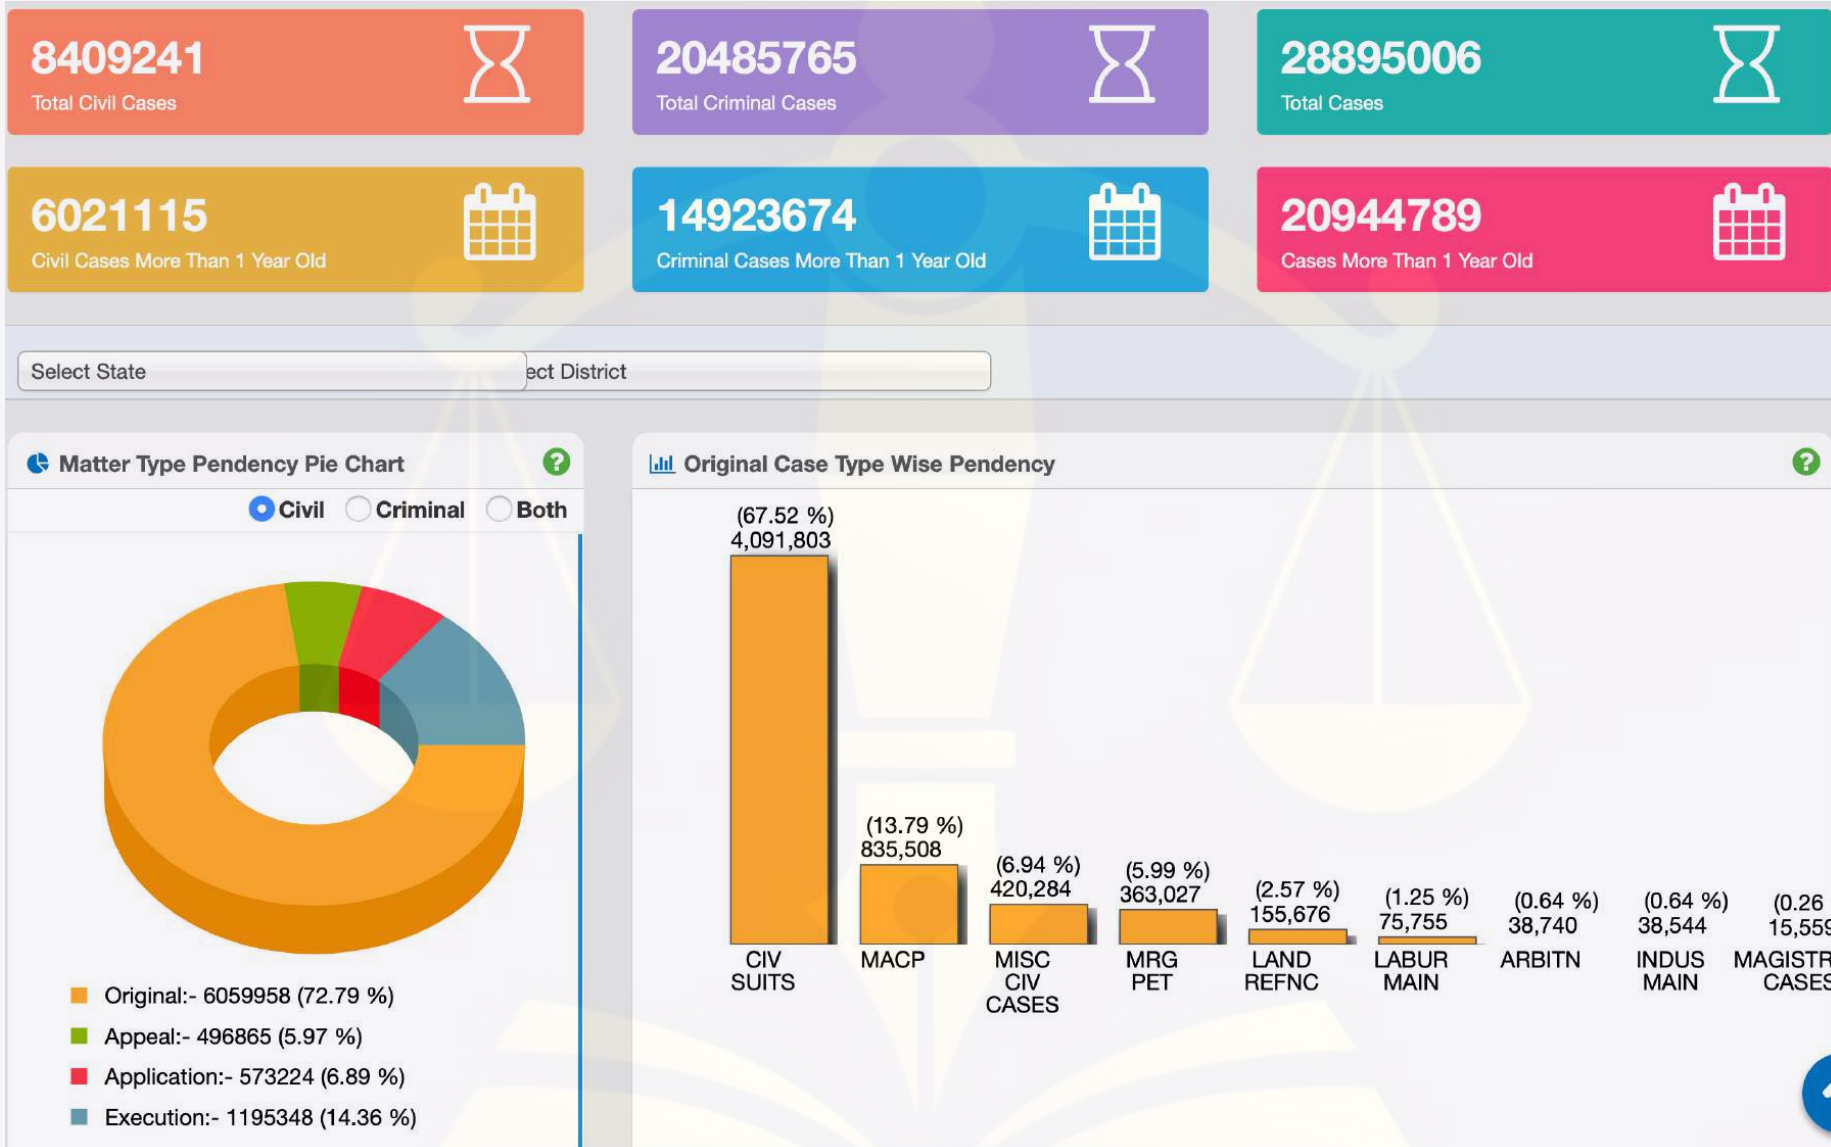 8409241
Total Civil Cases
20485765
Total Criminal Cases
28895006
Total Cases
6021115
Civil Cases More Than 1 Year Old
14923674
Criminal Cases More Than 1 Year Old
20944789
Cases More Than 1 Year Old
Select State
ect District
Matter Type Pendency Pie Chart
?
Civil Criminal Both
Original:- 6059958 (72.79 %)
Appeal:- 496865 (5.97 %)
Application:- 573224 (6.89 %)
Execution:- 1195348 (14.36 %)
Original Case Type Wise Pendency
?
(67.52 %)
4,091,803
CIV
SUITS
(13.79 %)
835,508
MACP
(6.94 %)
420,284
MISC
CIV
CASES
(5.99 %)
363,027
MRG
PET
(2.57 %)
155,676
LAND
REFNC
(1.25 %)
75,755
LABUR
MAIN
(0.64 %)
38,740
ARBITN
(0.64 %)
38,544
INDUS
MAIN
(0.26
15,559
MAGISTR
CASES